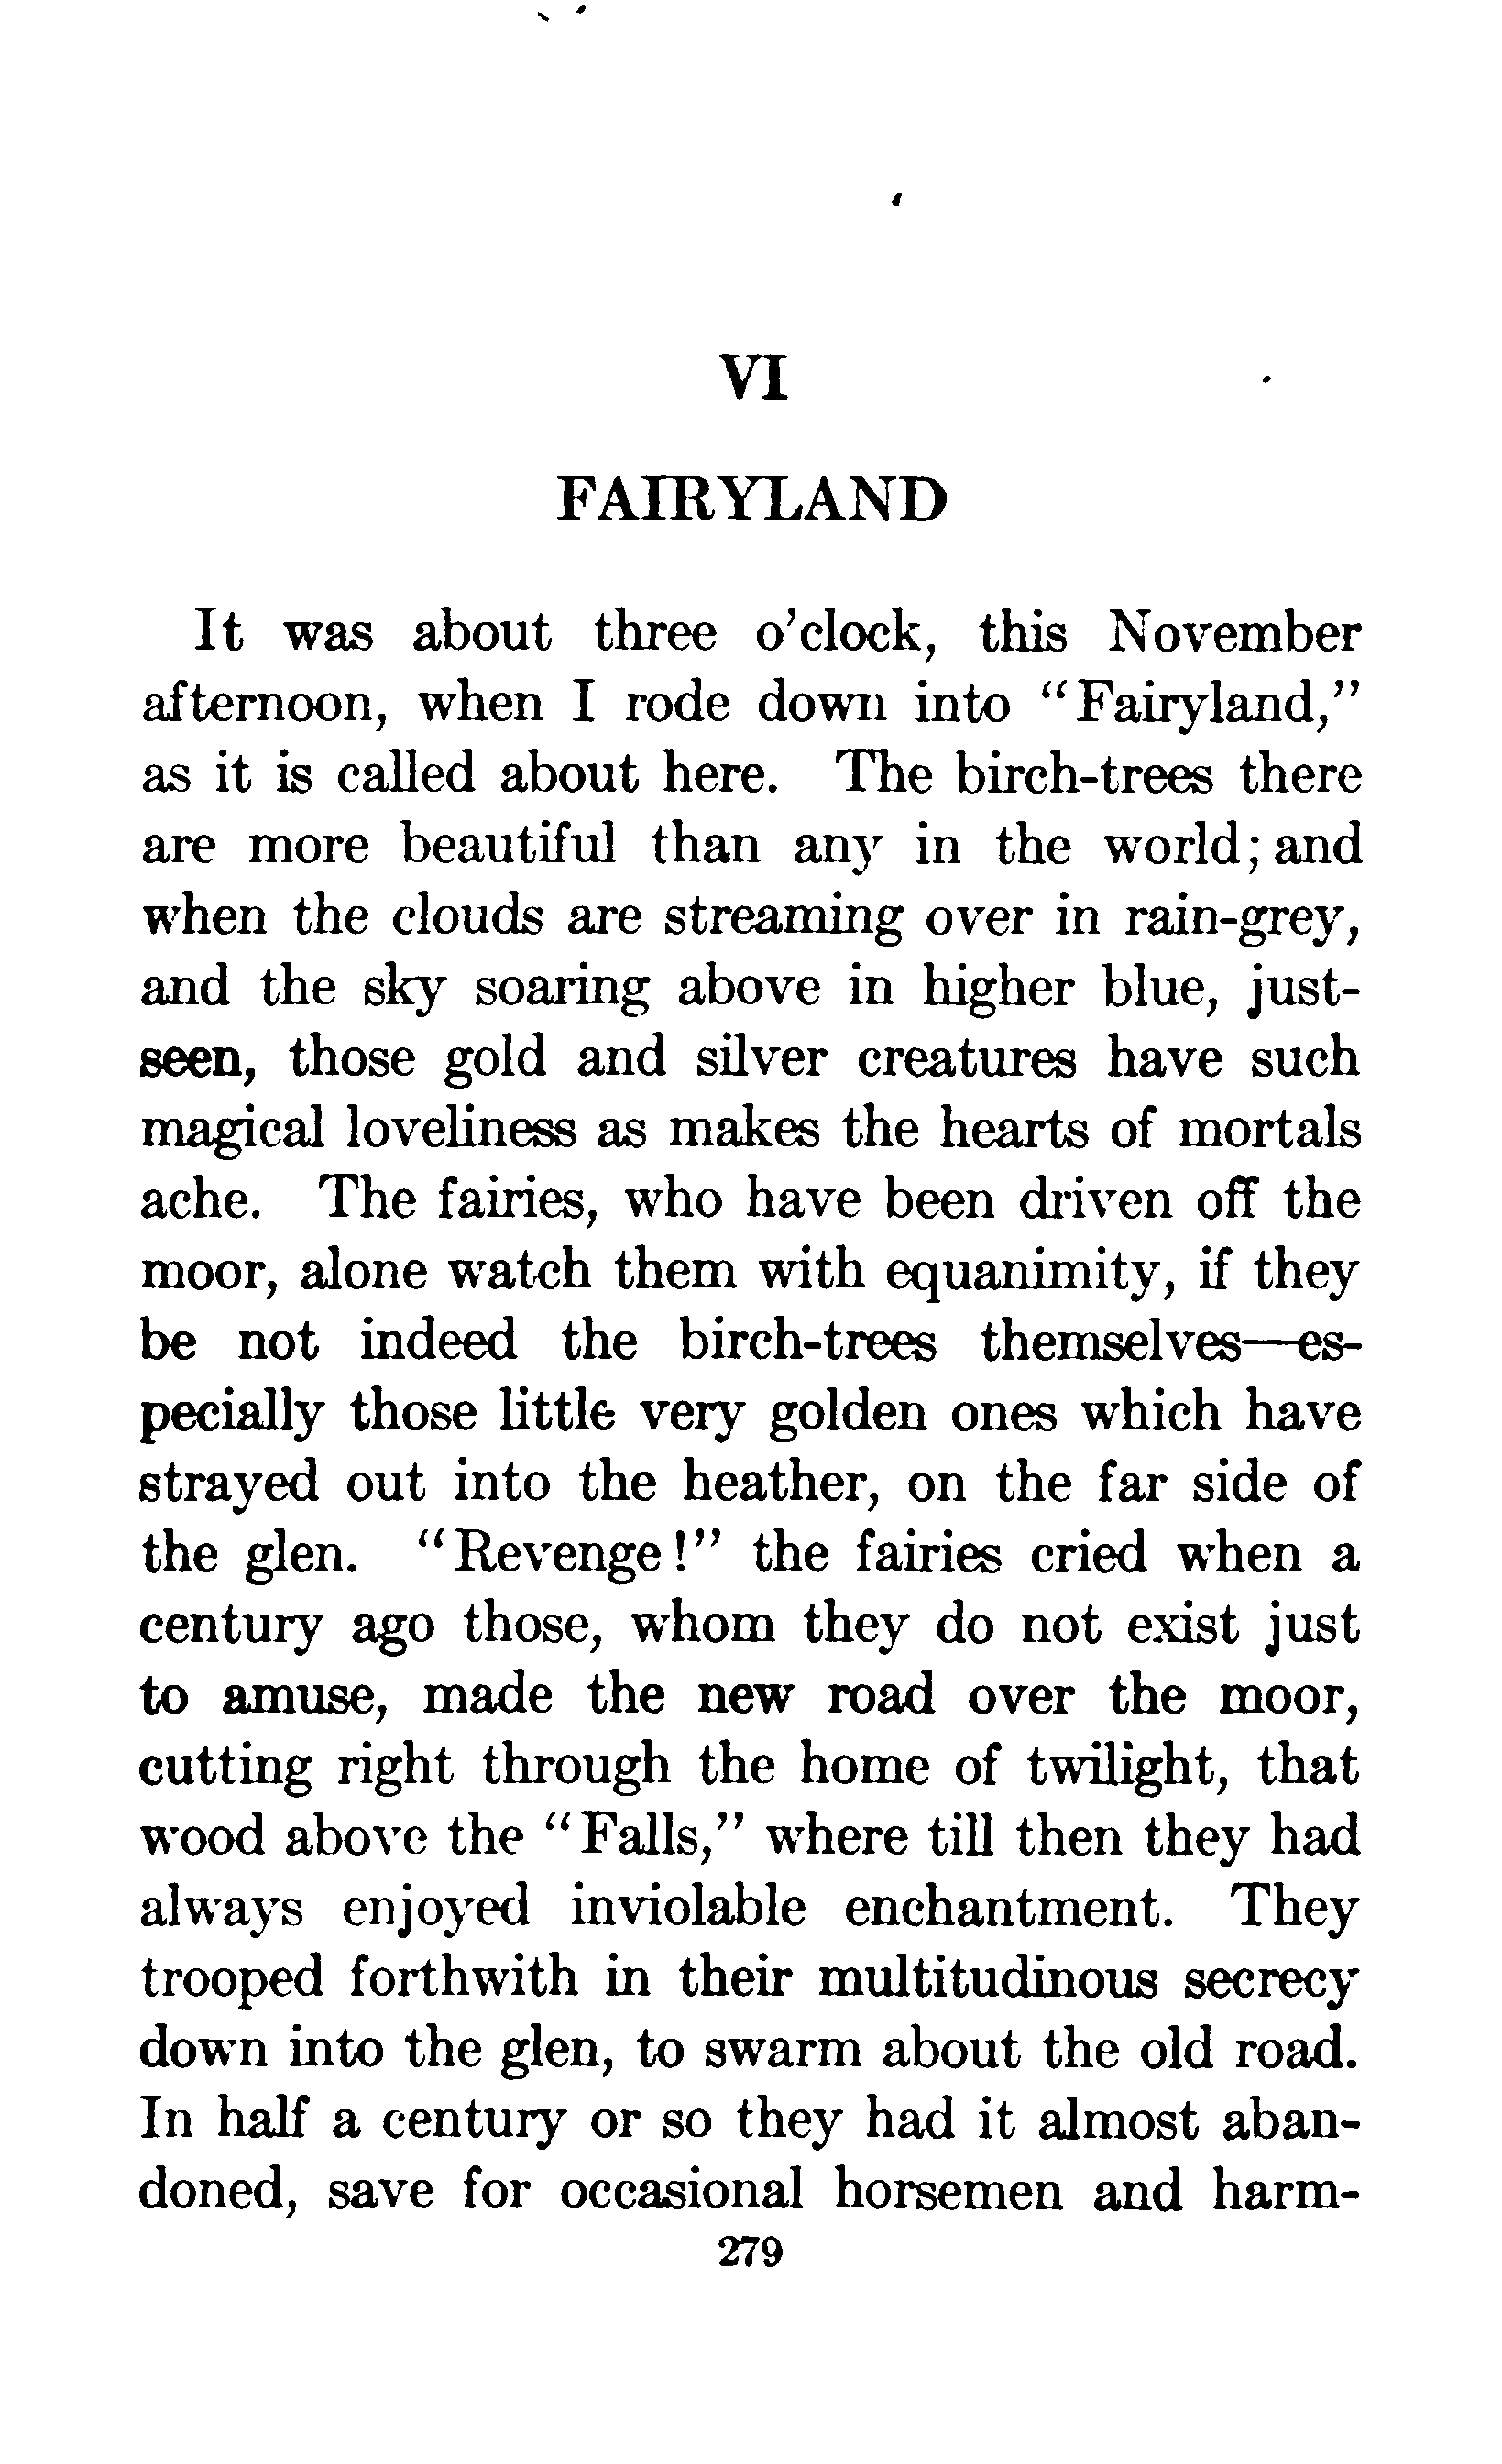 VI
FAIRYLAND
It was about three o'clock, this November
afternoon, when I rode down into "Fairyland,"
as it is called about here. The birch-trees there
are more beautiful than any in the world; and
when the clouds are streaming over in rain-grey,
and the sky soaring above in higher blue, just-
seen, those gold and silver creatures have such
magical loveliness as makes the hearts of mortals
ache. The fairies, who have been driven off the
moor, alone watch them with equanimity, if they
be not indeed the birch-trees themselves—es-
pecially those little very golden ones which have
strayed out into the heather, on the far side of
the glen. "Revenge!" the fairies cried when a
century ago those, whom they do not exist just
to amuse, made the new road over the moor,
cutting right through the home of twilight, that
wood above the "Falls," where till then they had
always enjoyed inviolable enchantment. They
trooped forthwith in their multitudinous secrecy
down into the glen, to swarm about the old road.
In half a century or so they had it almost aban-
doned, save for occasional horsemen and harm-
279